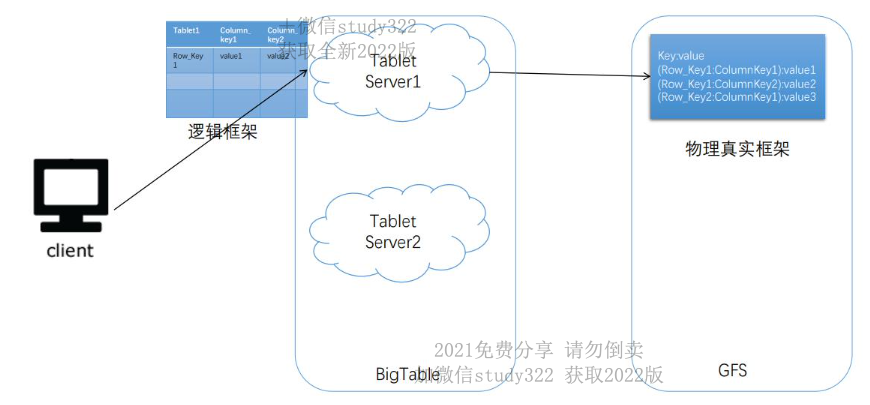 Tablet1 Column_key1 Column_key2
Row_Key1 value1 value2
逻辑框架
client
加微信study322
获取全新2022版
Tablet
Server1
Tablet
Server2
BigTable
Key:value
(Row_Key1:ColumnKey1):value1
(Row_Key1:ColumnKey2):value2
(Row_Key2:ColumnKey1):value3
物理真实框架
GFS
2021免费分享 请勿倒卖
加微信study322 获取2022版